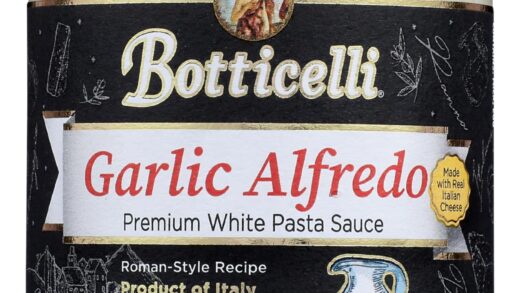 Botticelli®
Garlic Alfredo
Made
with Real
Italian
Cheese
Premium White Pasta Sauce
Roman-Style Recipe
Product of Italy